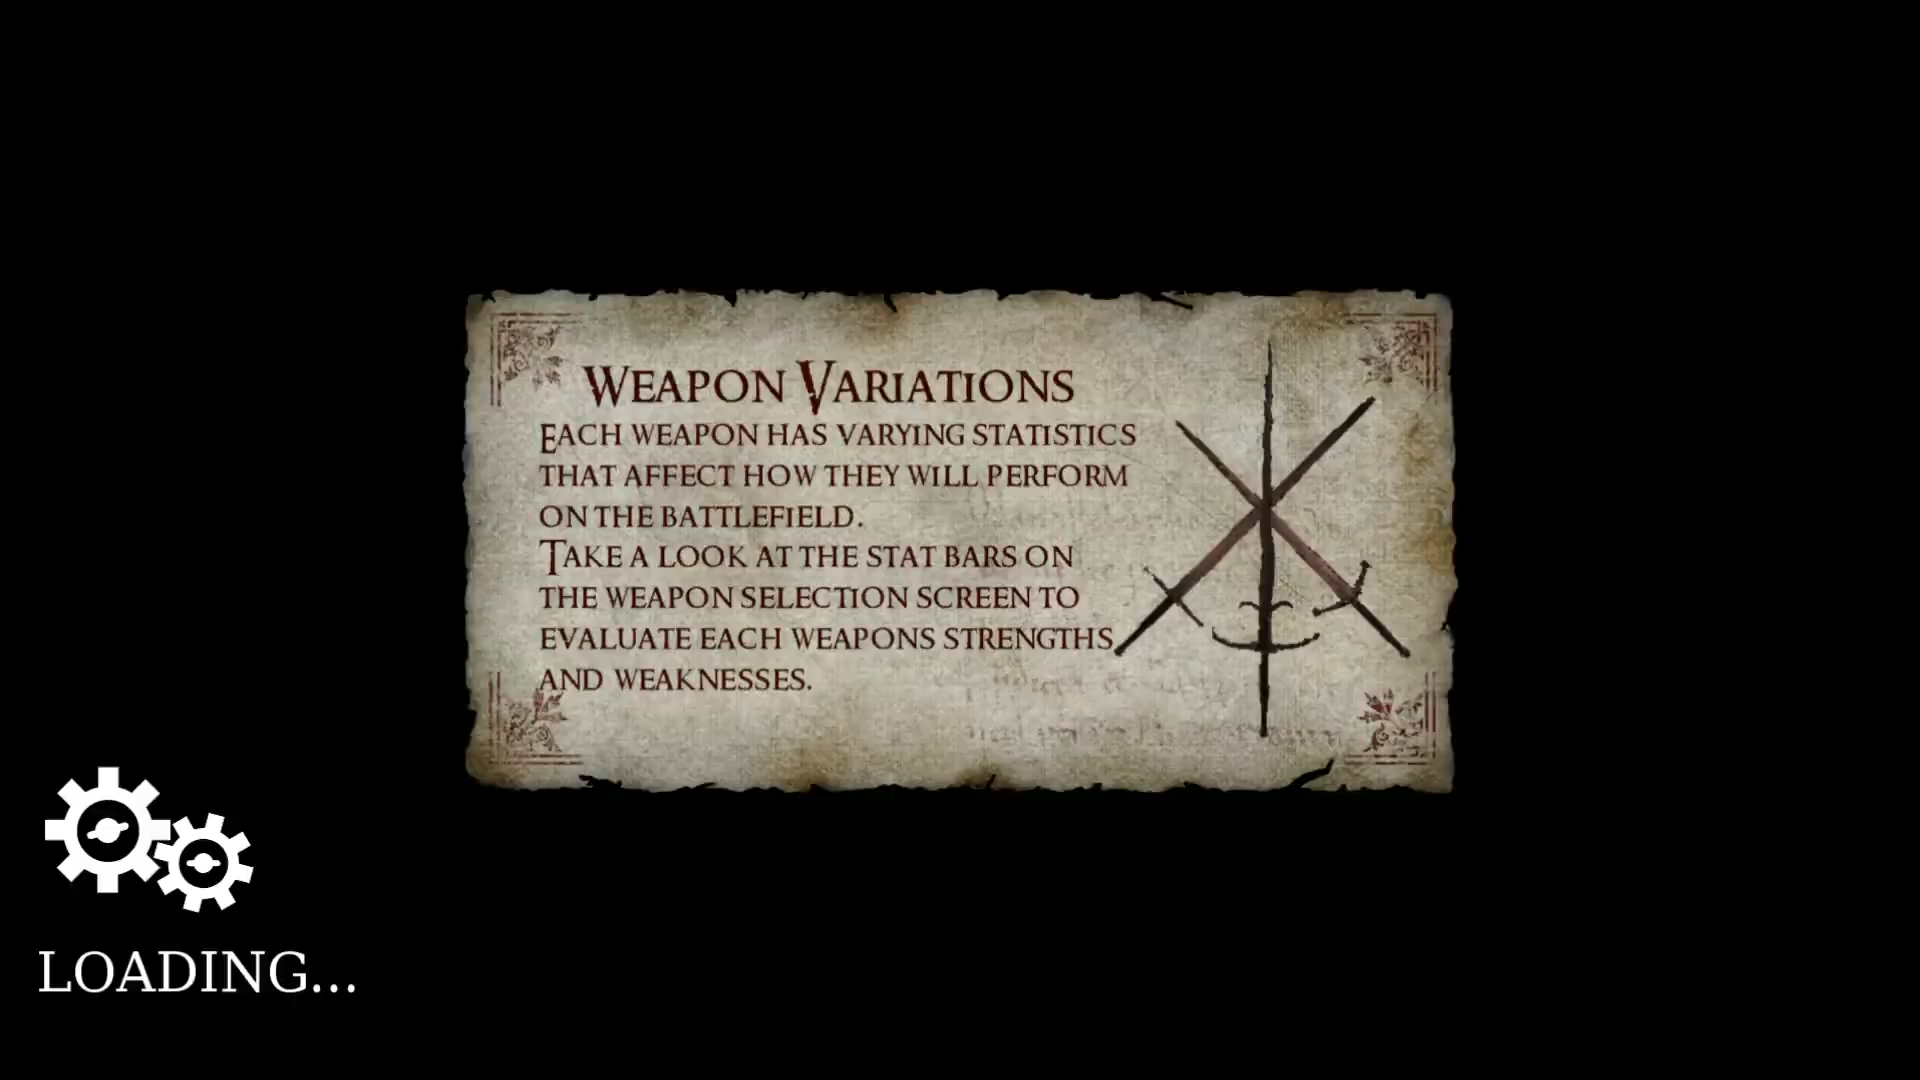 WEAPON VARIATIONS
EACH WEAPON HAS VARYING STATISTICS
THAT AFFECT HOW THEY WILL PERFORM
ON THE BATTLEFIELD.
TAKE A LOOK AT THE STAT BARS ON
THE WEAPON SELECTION SCREEN TO
EVALUATE EACH WEAPONS STRENGTHS
AND WEAKNESSES.
LOADING...